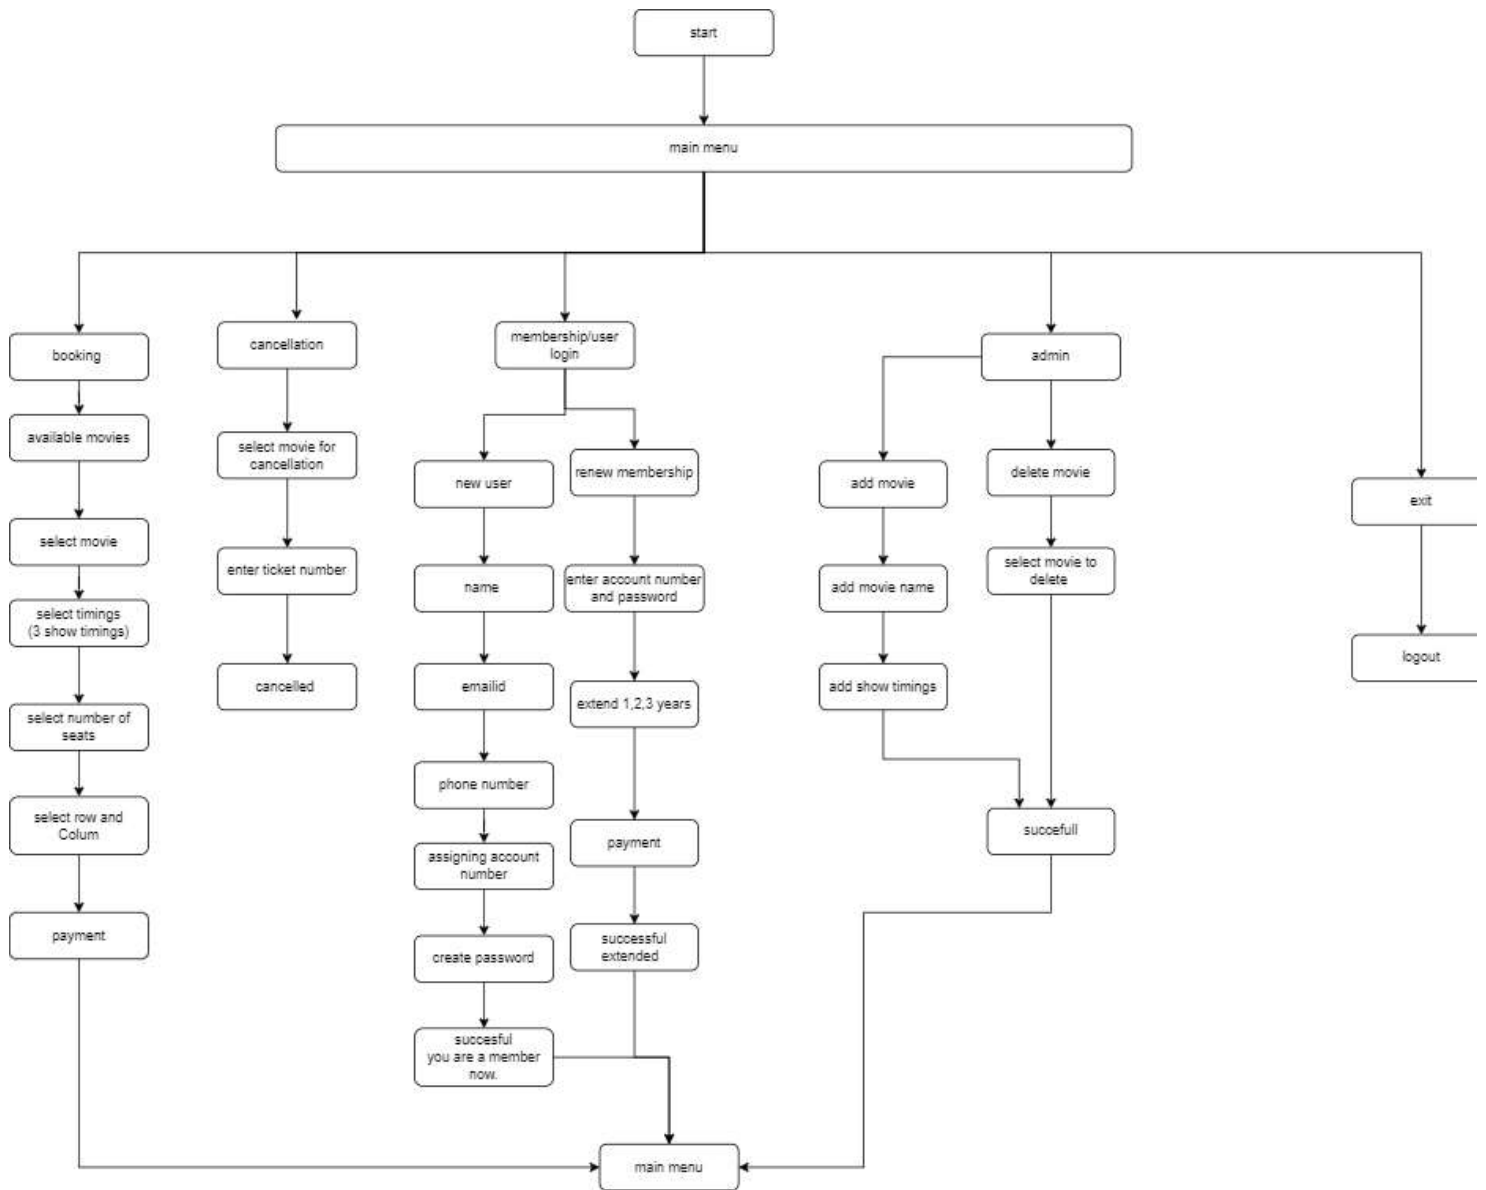 start
main menu
booking
available movies
select movie
select timings
(3 show timings)
select number of
seats
select row and
Colum
payment
cancellation
select movie for
cancellation
enter ticket number
cancelled
membership/user
login
new user
name
emailid
phone number
assigning account
number
create password
succesful
you are a member
now.
renew membership
enter account number
and password
extend 1,2,3 years
payment
successful
extended
admin
add movie
add movie name
add show timings
delete movie
select movie to
delete
succefull
exit
logout
main menu